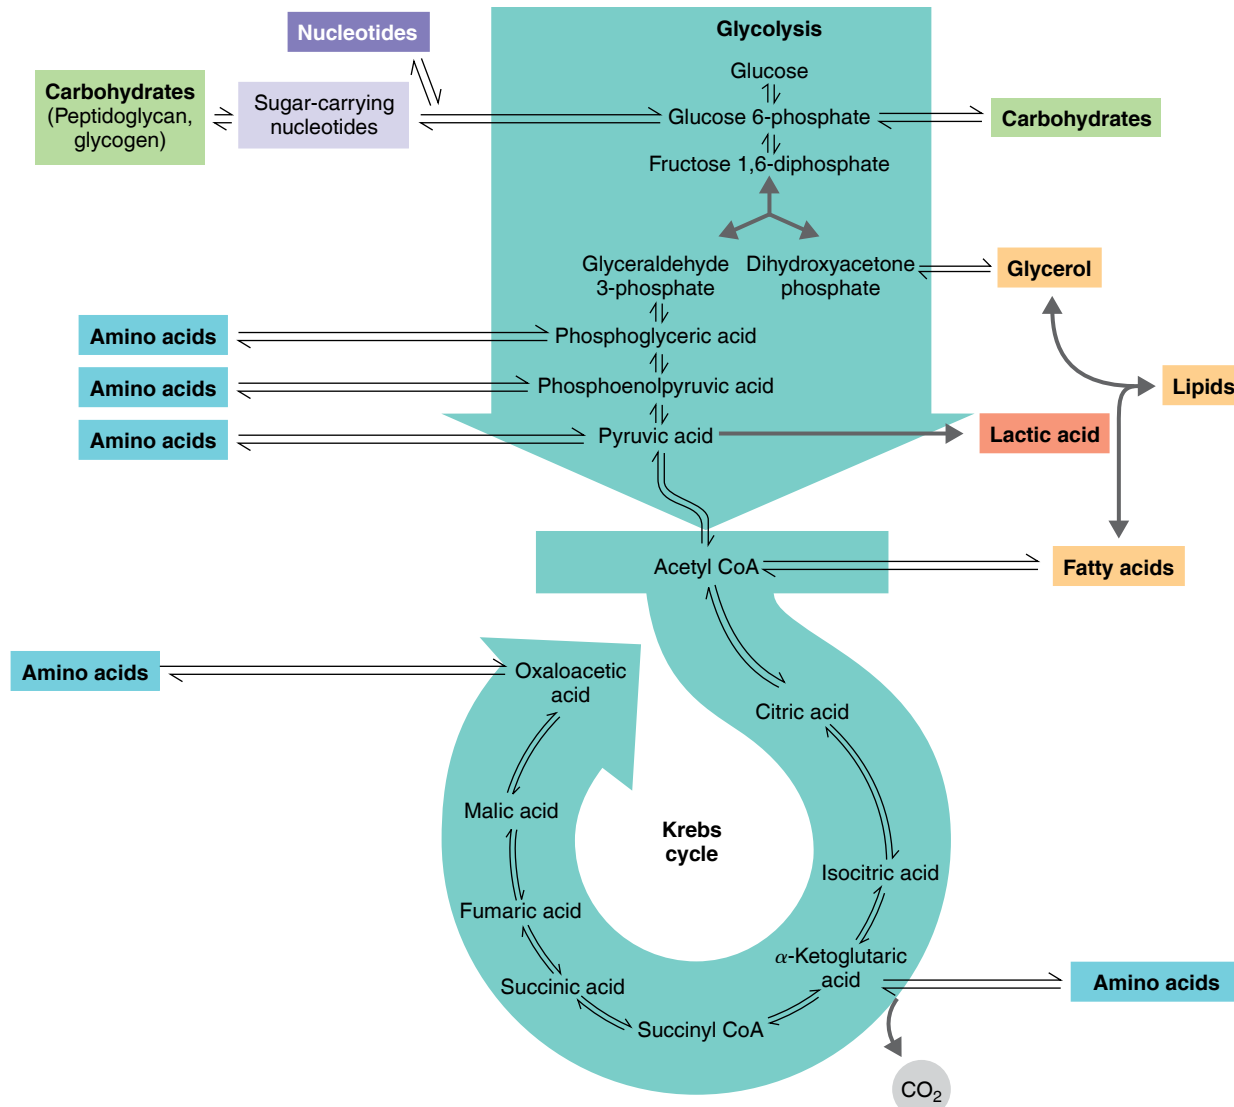 Nucleotides
Glycolysis
Glucose
Carbohydrates
(Peptidoglycan,
glycogen)
Sugar-carrying
nucleotides
Glucose 6-phosphate
Carbohydrates
Fructose 1,6-diphosphate
Glyceraldehyde
3-phosphate
Dihydroxyacetone
phosphate
Glycerol
Amino acids
Phosphoglyceric acid
Amino acids
Phosphoenolpyruvic acid
Lipids
Amino acids
Pyruvic acid
Lactic acid
Acetyl CoA
Fatty acids
Amino acids
Oxaloacetic
acid
Citric acid
Malic acid
Krebs
cycle
Isocitric acid
Fumaric acid
α-Ketoglutaric
acid
Amino acids
Succinic acid
Succinyl CoA
CO₂